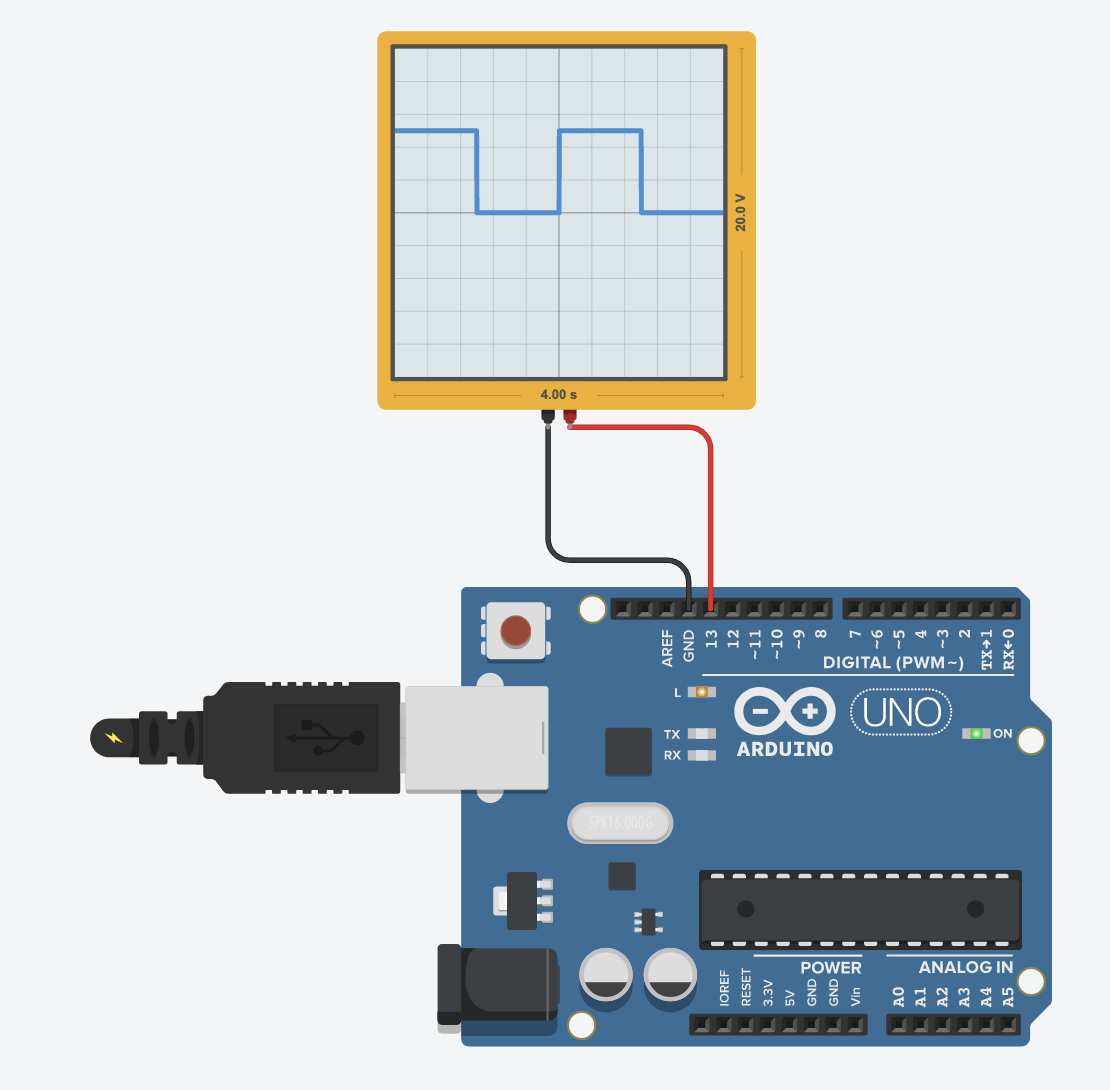 20.0 V
4.00 s
AREF
GND
13
12
~11
~10
~9
8
7
~6
~5
4
~3
2
TX→1
RX←0
DIGITAL (PWM~)
L
TX
RX
ARDUINO
UNO
ON
SPK16.000G
POWER
ANALOG IN
IOREF
RESET
3.3V
5V
GND
GND
Vin
A0
A1
A2
A3
A4
A5